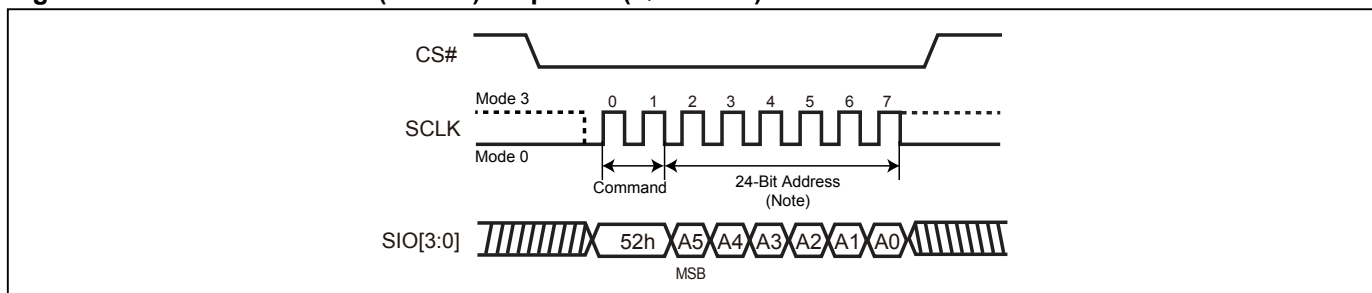 CS#
Mode 3
0 1 2 3 4 5 6 7
SCLK
Mode 0
Command
24-Bit Address
(Note)
SIO[3:0]
52h A5 A4 A3 A2 A1 A0
MSB